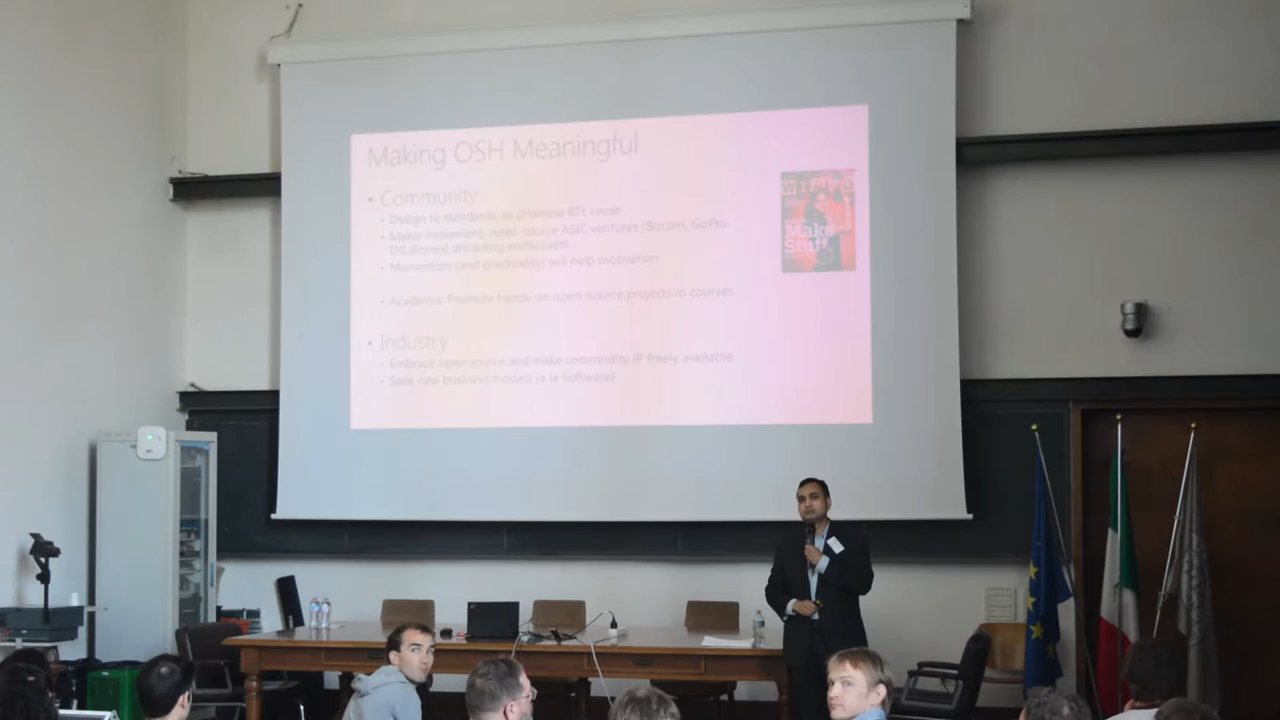 Making OSH Meaningful
• Community
• Design to standards; to promote RTL reuse
• Maker movement, open-source ASIC ventures (Bitcoin, GoPro,
DJI drones) attracting enthusiasm
• Momentum (and practicality) will help motivation
• Academia: Promote hands-on open-source projects in courses
• Industry
• Embrace open source and make commodity IP freely available
• Seek new business models (a la Software)
WIRED
Make
Stuff